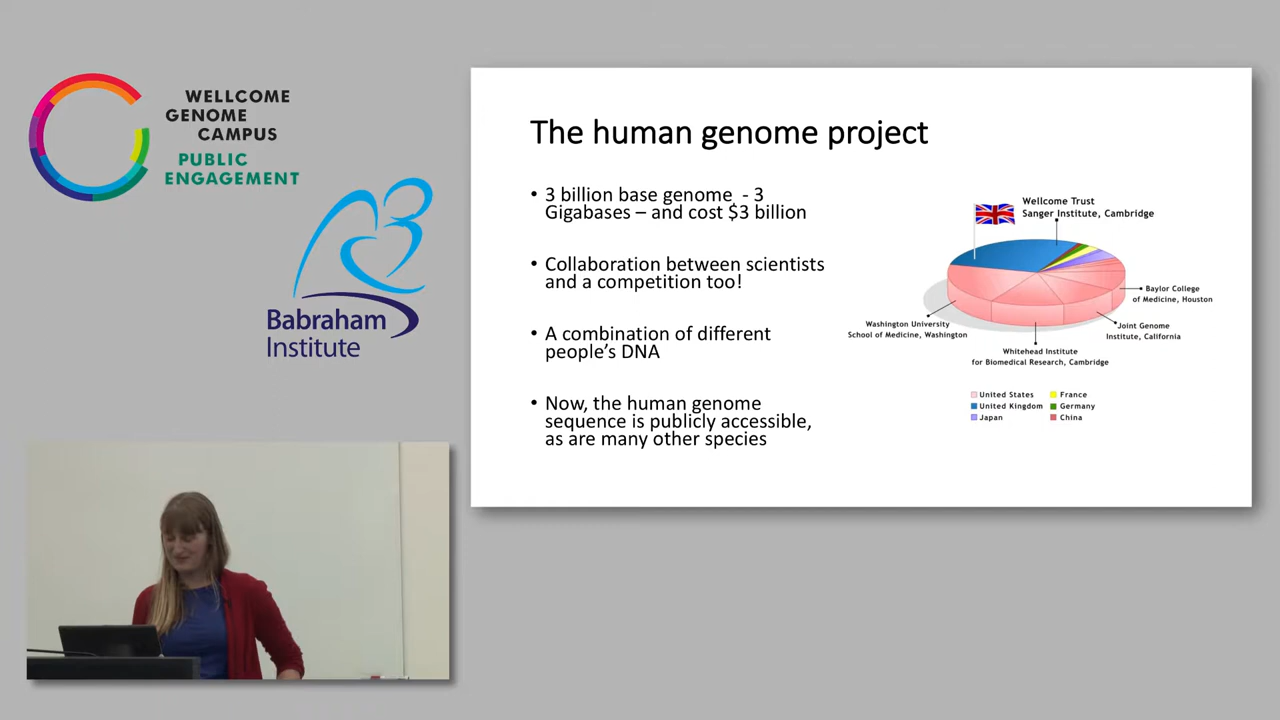 WELLCOME
GENOME
CAMPUS
PUBLIC
ENGAGEMENT
Babraham
Institute
The human genome project
• 3 billion base genome - 3
Gigabases – and cost $3 billion
• Collaboration between scientists
and a competition too!
• A combination of different
people's DNA
• Now, the human genome
sequence is publicly accessible,
as are many other species
Wellcome Trust
Sanger Institute, Cambridge
Baylor College
of Medicine, Houston
Washington University
School of Medicine, Washington
Joint Genome
Institute, California
Whitehead Institute
for Biomedical Research, Cambridge
United States
France
United Kingdom
Germany
Japan
China